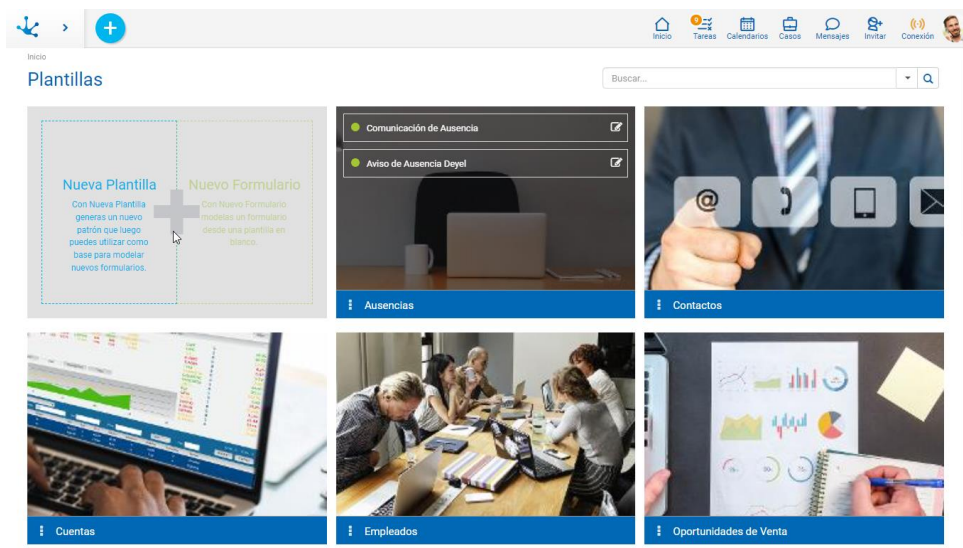 9
Inicio
Tareas
Calendarios
Casos
Mensajes
Invitar
Conexión
Inicio
Plantillas
Buscar...
Nueva Plantilla
Con Nueva Plantilla
generas un nuevo
patrón que luego
puedes utilizar como
base para modelar
nuevos formularios.
Nuevo Formulario
Con Nuevo Formulario
modelas un formulario
desde una plantilla en
blanco.
Comunicación de Ausencia
Aviso de Ausencia Deyel
@
Ausencias
Contactos
Cuentas
Empleados
Oportunidades de Venta